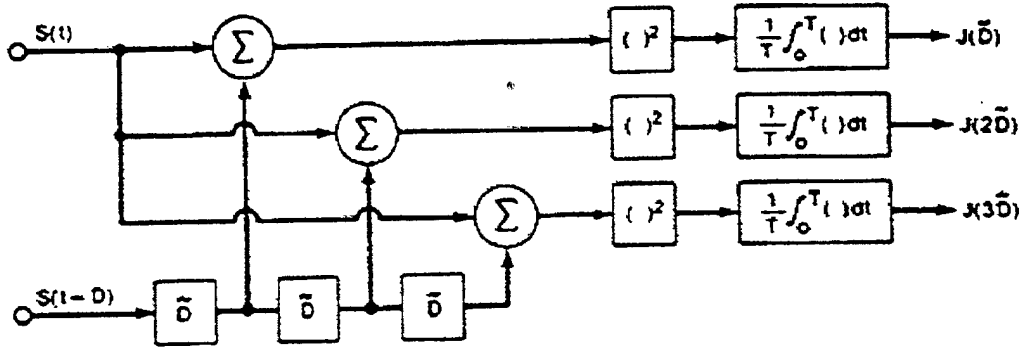 S(t)
Σ
( )²
1/T ∫₀ᵀ ( )dt
J(D̃)
Σ
( )²
1/T ∫₀ᵀ ( )dt
J(2D̃)
Σ
( )²
1/T ∫₀ᵀ ( )dt
J(3D̃)
S(t-D)
D̃
D̃
D̃